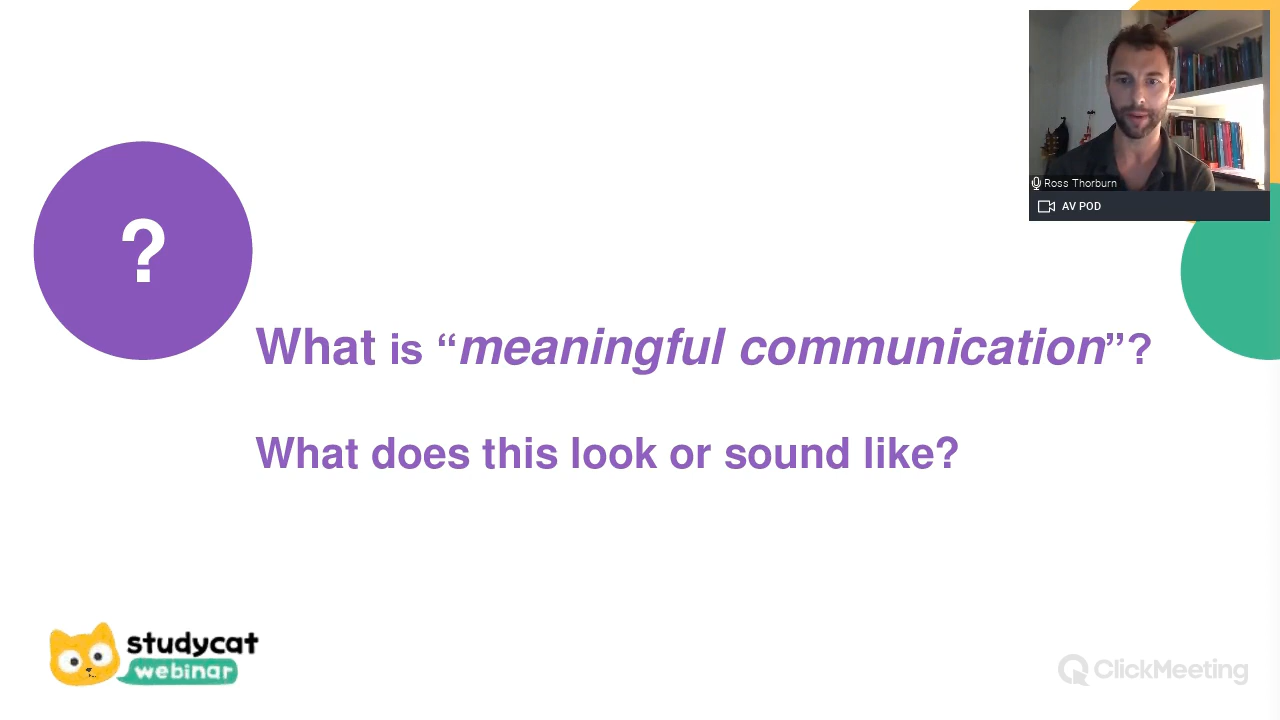 Ross Thorburn
AV POD
?
What is “meaningful communication”?
What does this look or sound like?
studycat
webinar
ClickMeeting